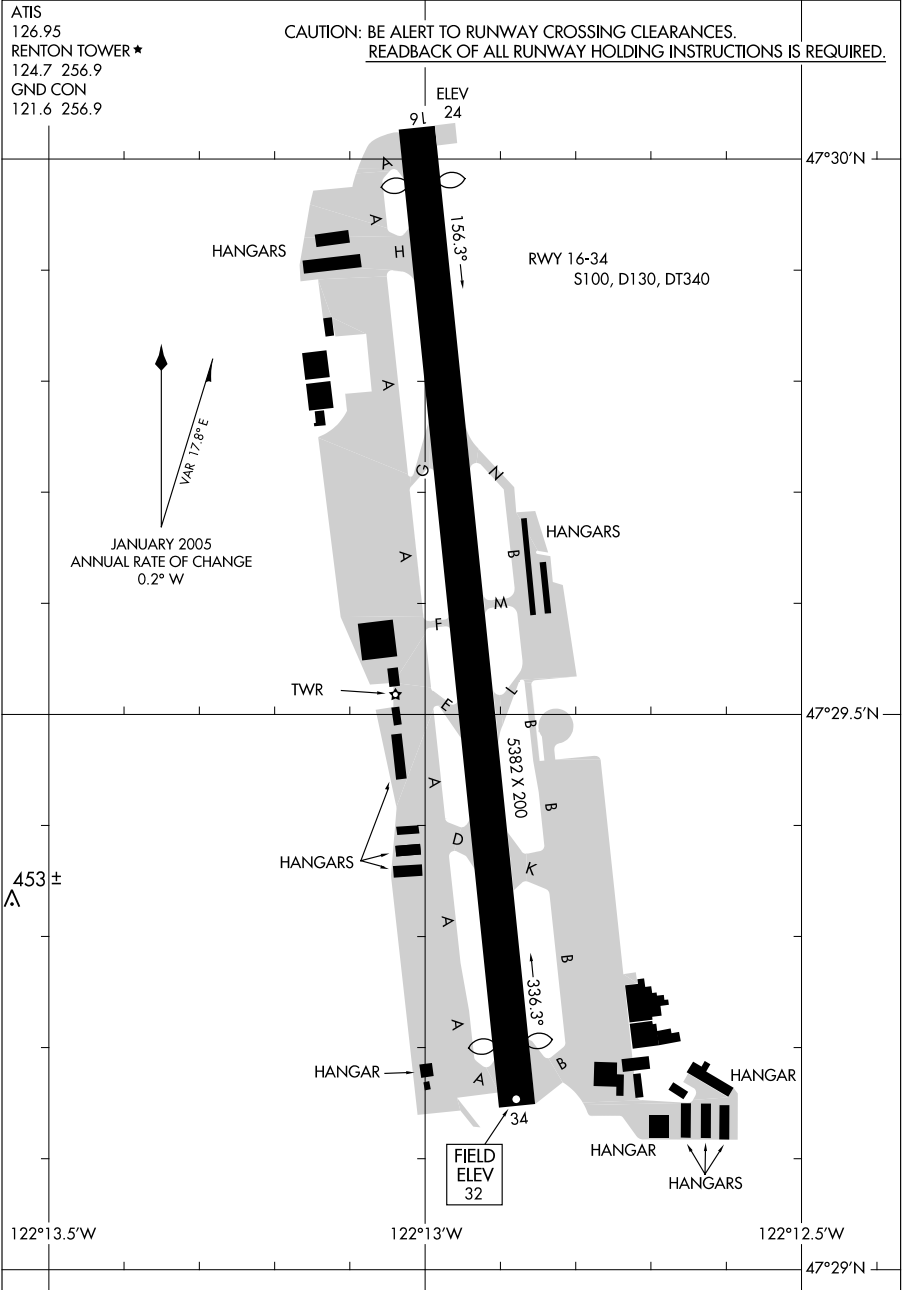 ATIS
126.95
RENTON TOWER★
124.7 256.9
GND CON
121.6 256.9
CAUTION: BE ALERT TO RUNWAY CROSSING CLEARANCES.
READBACK OF ALL RUNWAY HOLDING INSTRUCTIONS IS REQUIRED.
ELEV
24
16
47°30'N
A
A
H
HANGARS
156.3°
RWY 16-34
S100, D130, DT340
A
VAR 17.8° E
JANUARY 2005
ANNUAL RATE OF CHANGE
0.2° W
G
N
HANGARS
A
B
M
F
TWR
E
L
B
47°29.5'N
5382 X 200
A
B
D
HANGARS
K
453 ±
A
B
336.3°
A
HANGAR
A
B
HANGAR
34
FIELD
ELEV
32
HANGAR
HANGARS
122°13.5'W
122°13'W
122°12.5'W
47°29'N